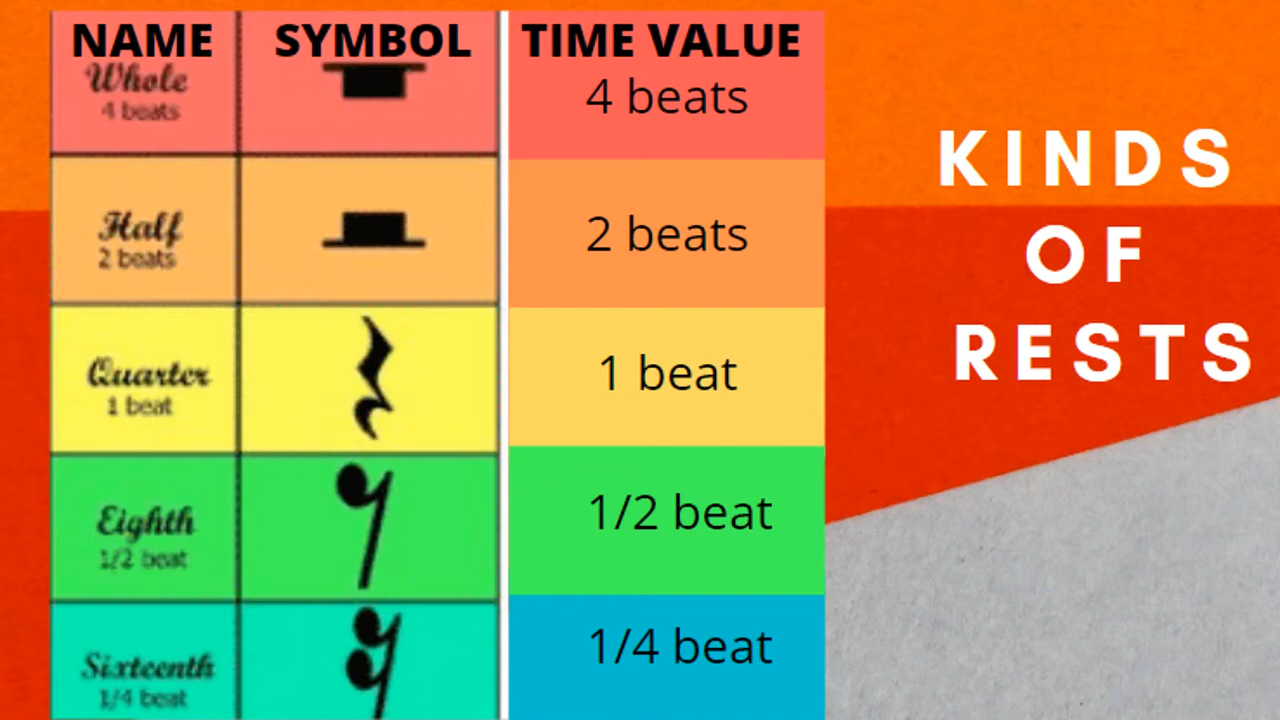 NAME SYMBOL TIME VALUE
Whole
4 beats
4 beats
Half
2 beats
2 beats
Quarter
1 beat
1 beat
Eighth
1/2 beat
1/2 beat
Sixteenth
1/4 beat
1/4 beat
KINDS
OF
RESTS